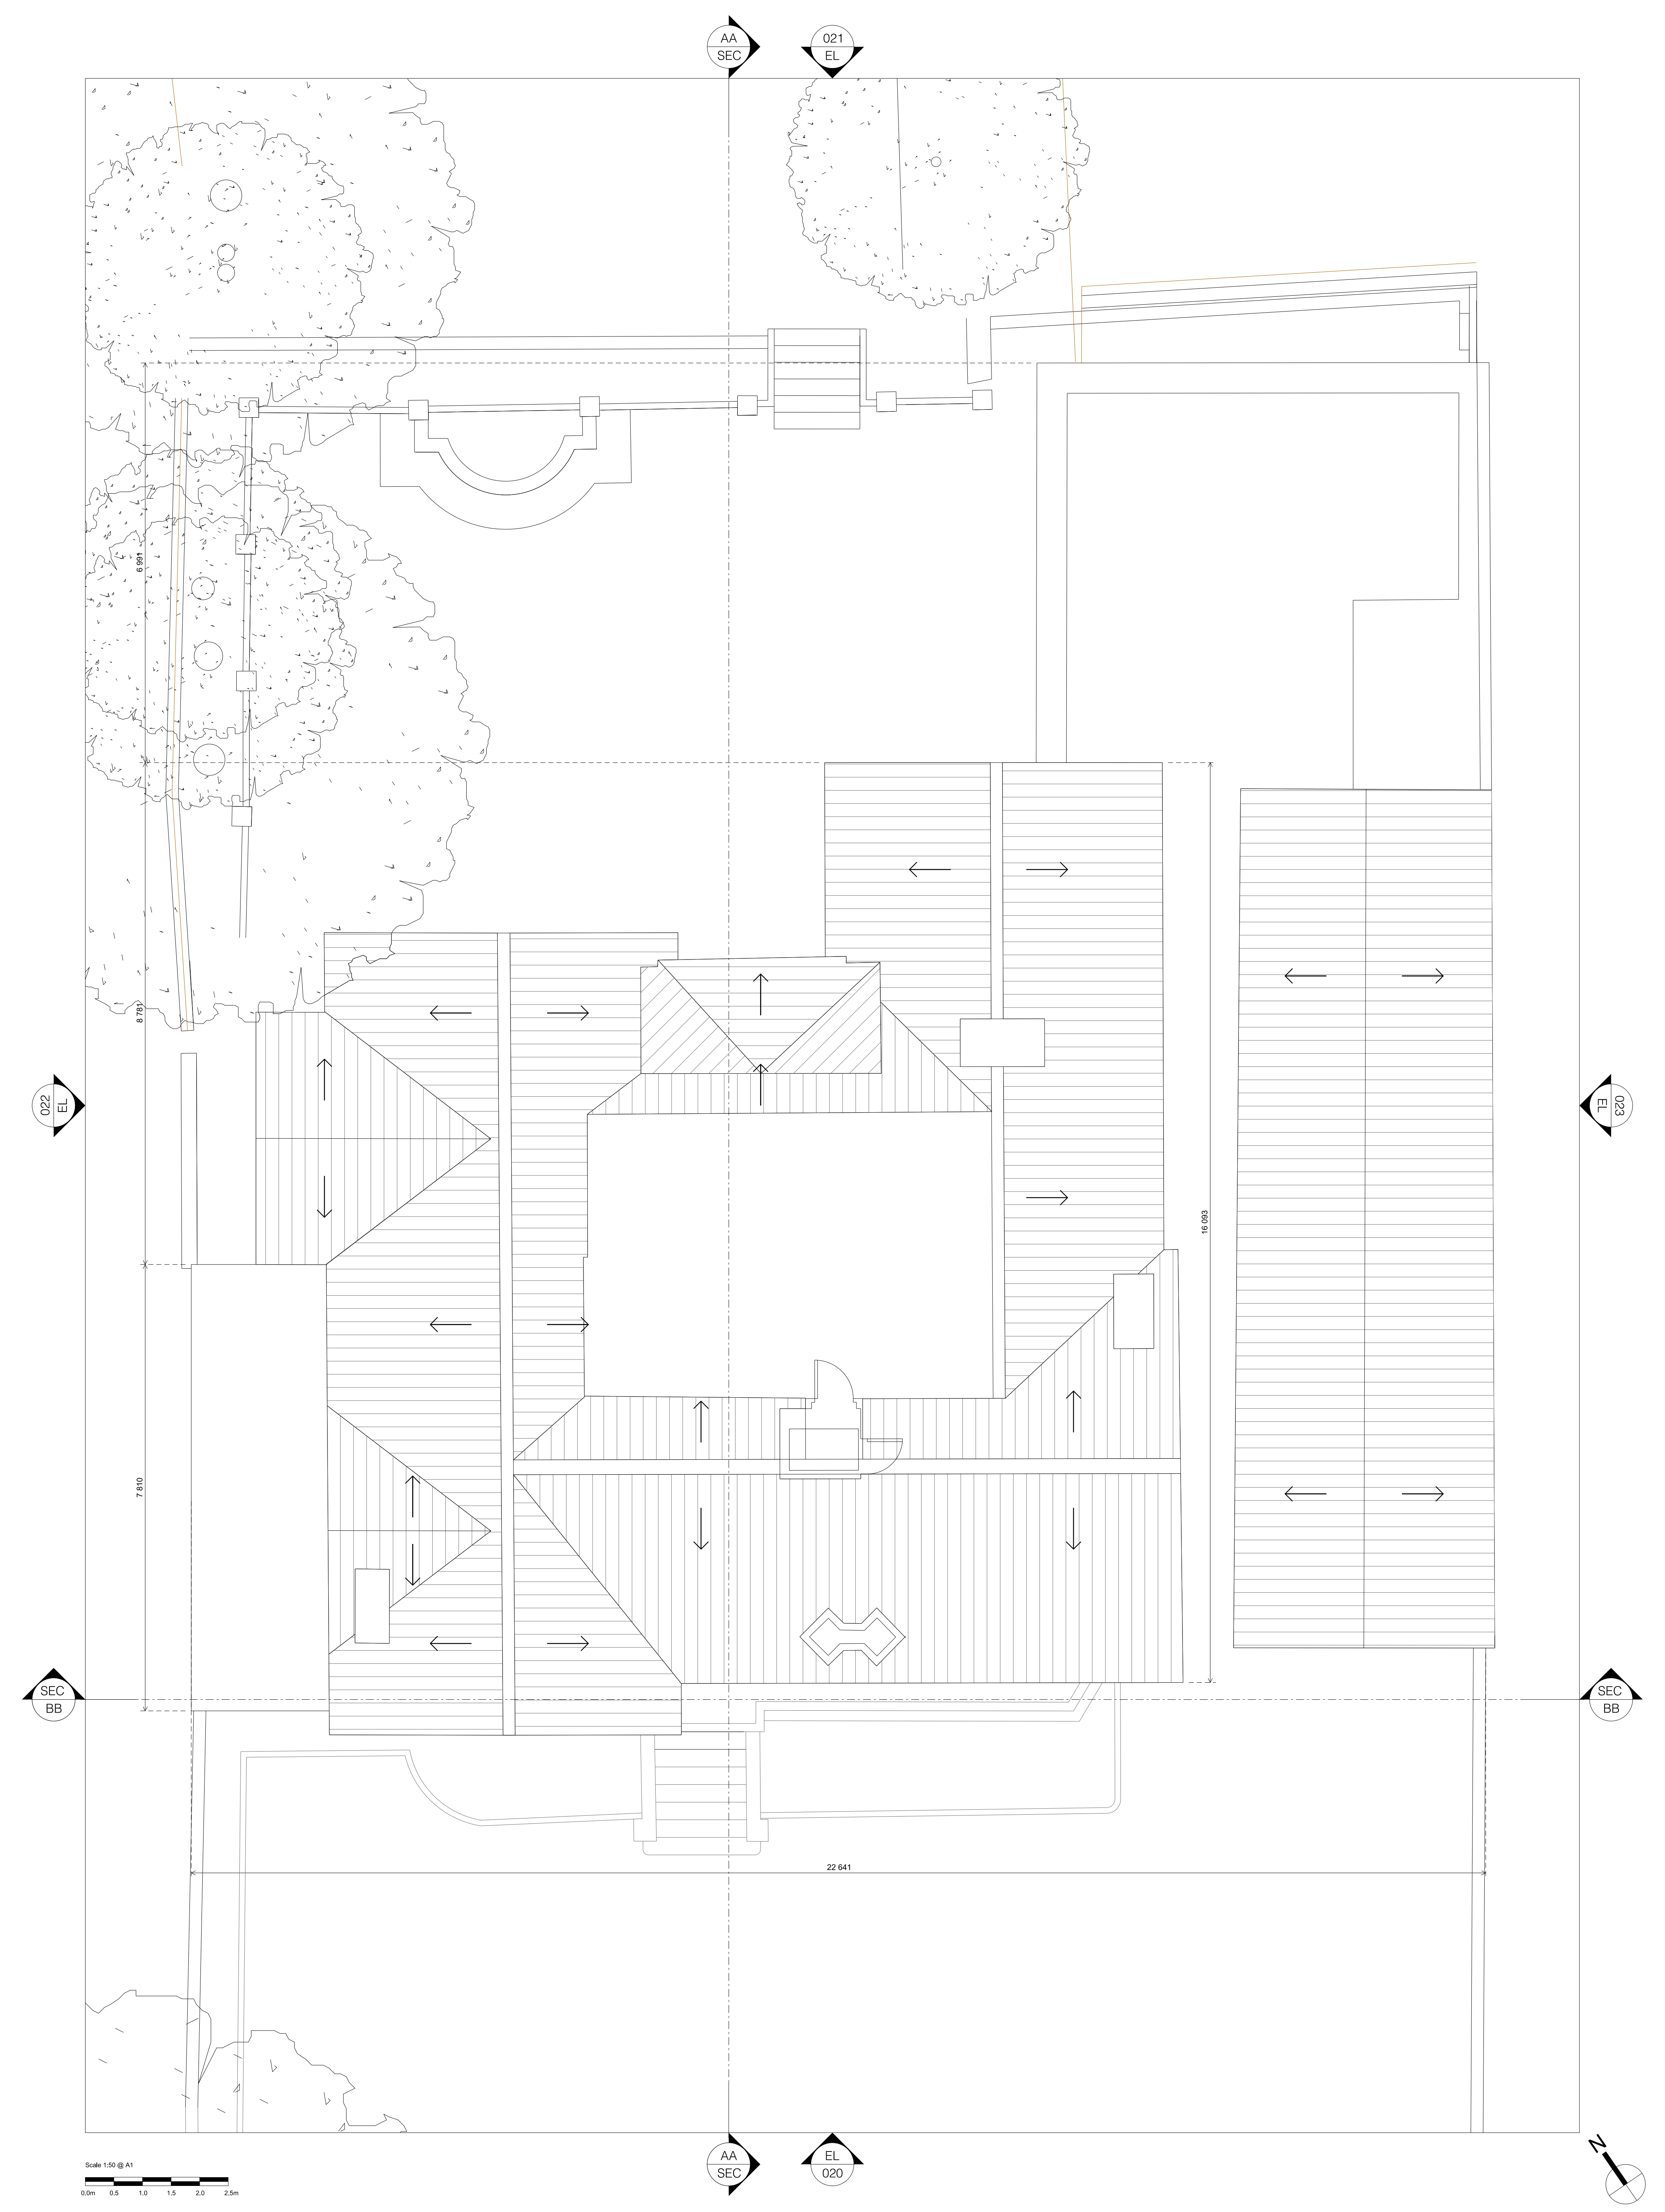 AA
SEC
021
EL
6 991
8 781
16 093
022
EL
023
EL
7 810
SEC
BB
SEC
BB
22 641
AA
SEC
EL
020
N
Scale 1:50 @ A1
0.0m 0.5 1.0 1.5 2.0 2.5m